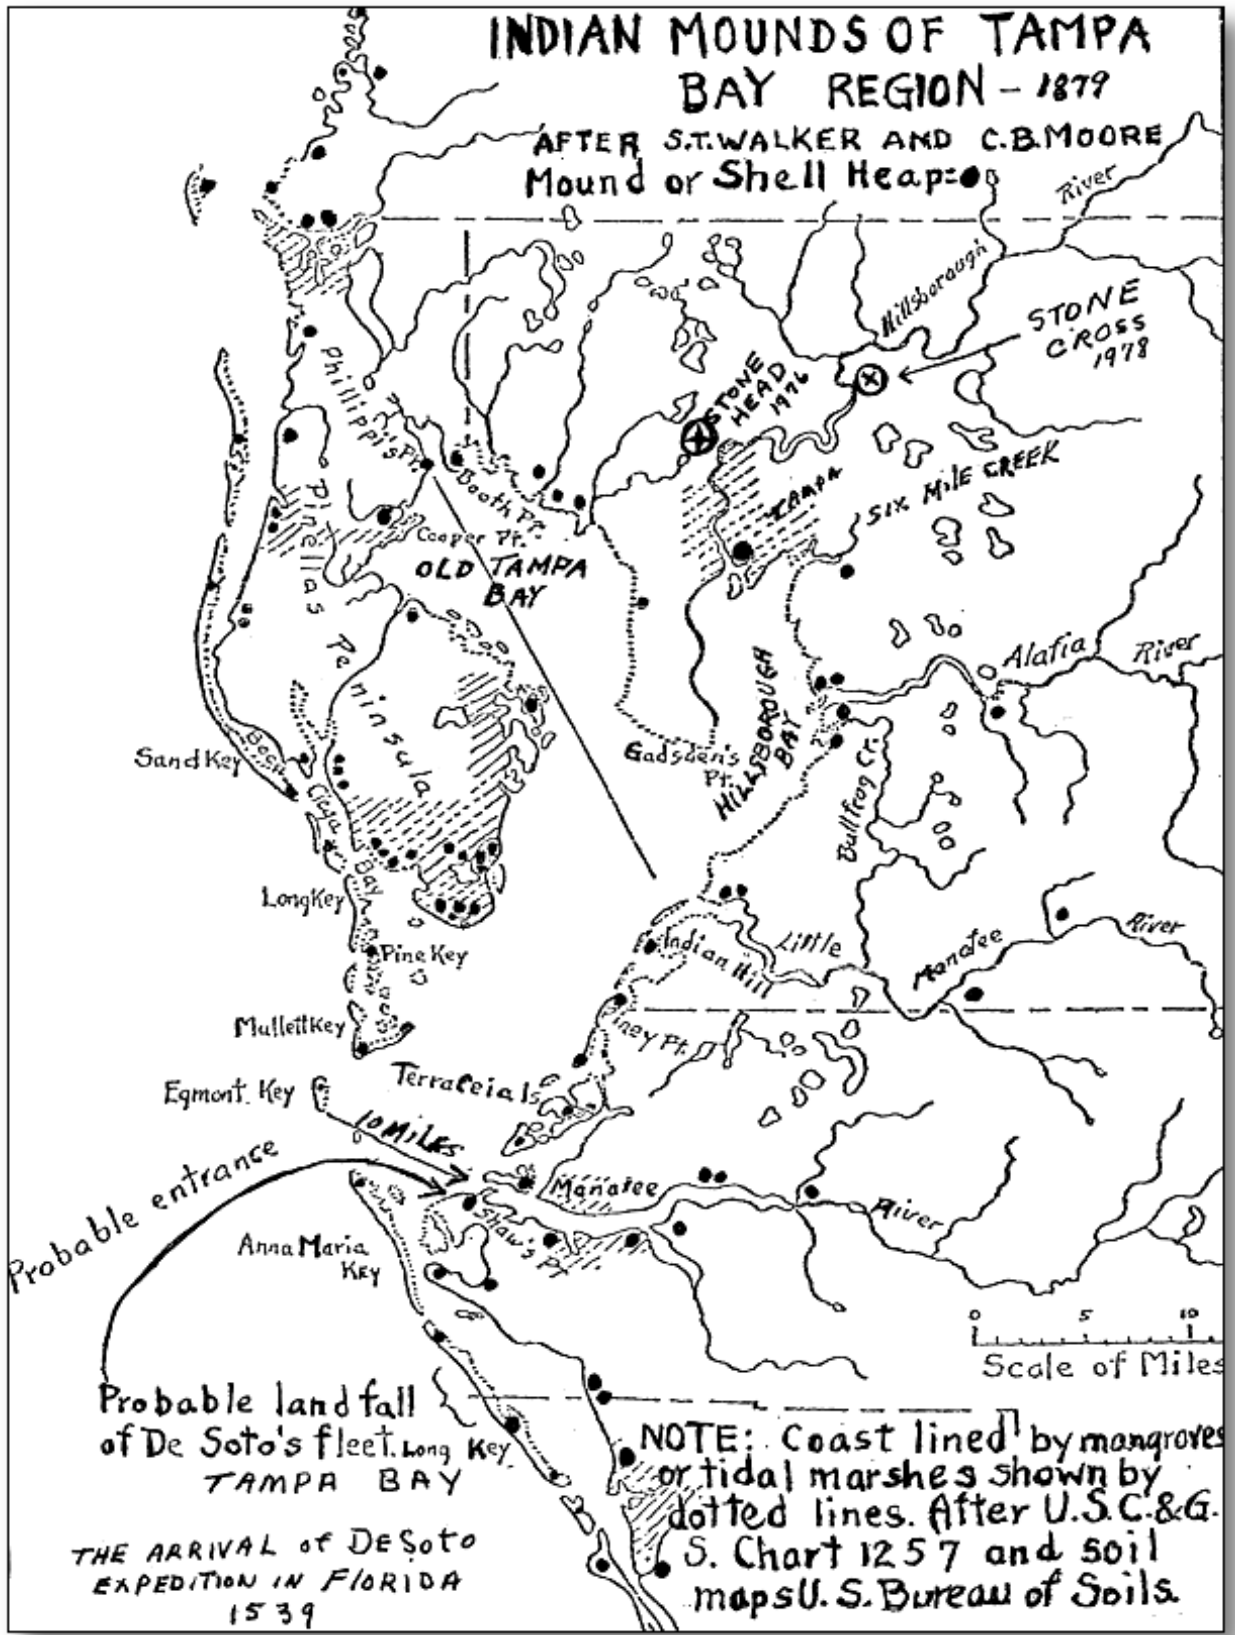 INDIAN MOUNDS OF TAMPA
BAY REGION - 1879
AFTER S.T. WALKER AND C.B. MOORE
Mound or Shell Heap =
River
Hillsborough
STONE
CROSS
1978
STONE
HEAD
1976
Phillippi's Pt.
Booth Pt.
Cooper Pt.
OLD TAMPA
BAY
TAMPA
SIX MILE CREEK
Pinellas Peninsula
Alafia River
HILLSBOROUGH
BAY
Gadsden's
Pt.
Bullfrog Cr.
Sand Key
Boca
Ciega
Bay
Long Key
Pine Key
Indian Hill
Little
Manatee
River
Mullett Key
Piney Pt.
Egmont. Key
Terraceia Is
10 MILES
Probable entrance
Manatee
River
Shaw's Pt
Anna Maria
KEY
0 5 10
Scale of Miles
Probable landfall
of De Soto's fleet.
Long Key
TAMPA BAY
THE ARRIVAL of DESoto
EXPEDITION IN FLORIDA
1539
NOTE: Coast lined by mangroves
or tidal marshes shown by
dotted lines. After U.S.C.&G.
S. Chart 1257 and soil
maps U.S. Bureau of Soils.